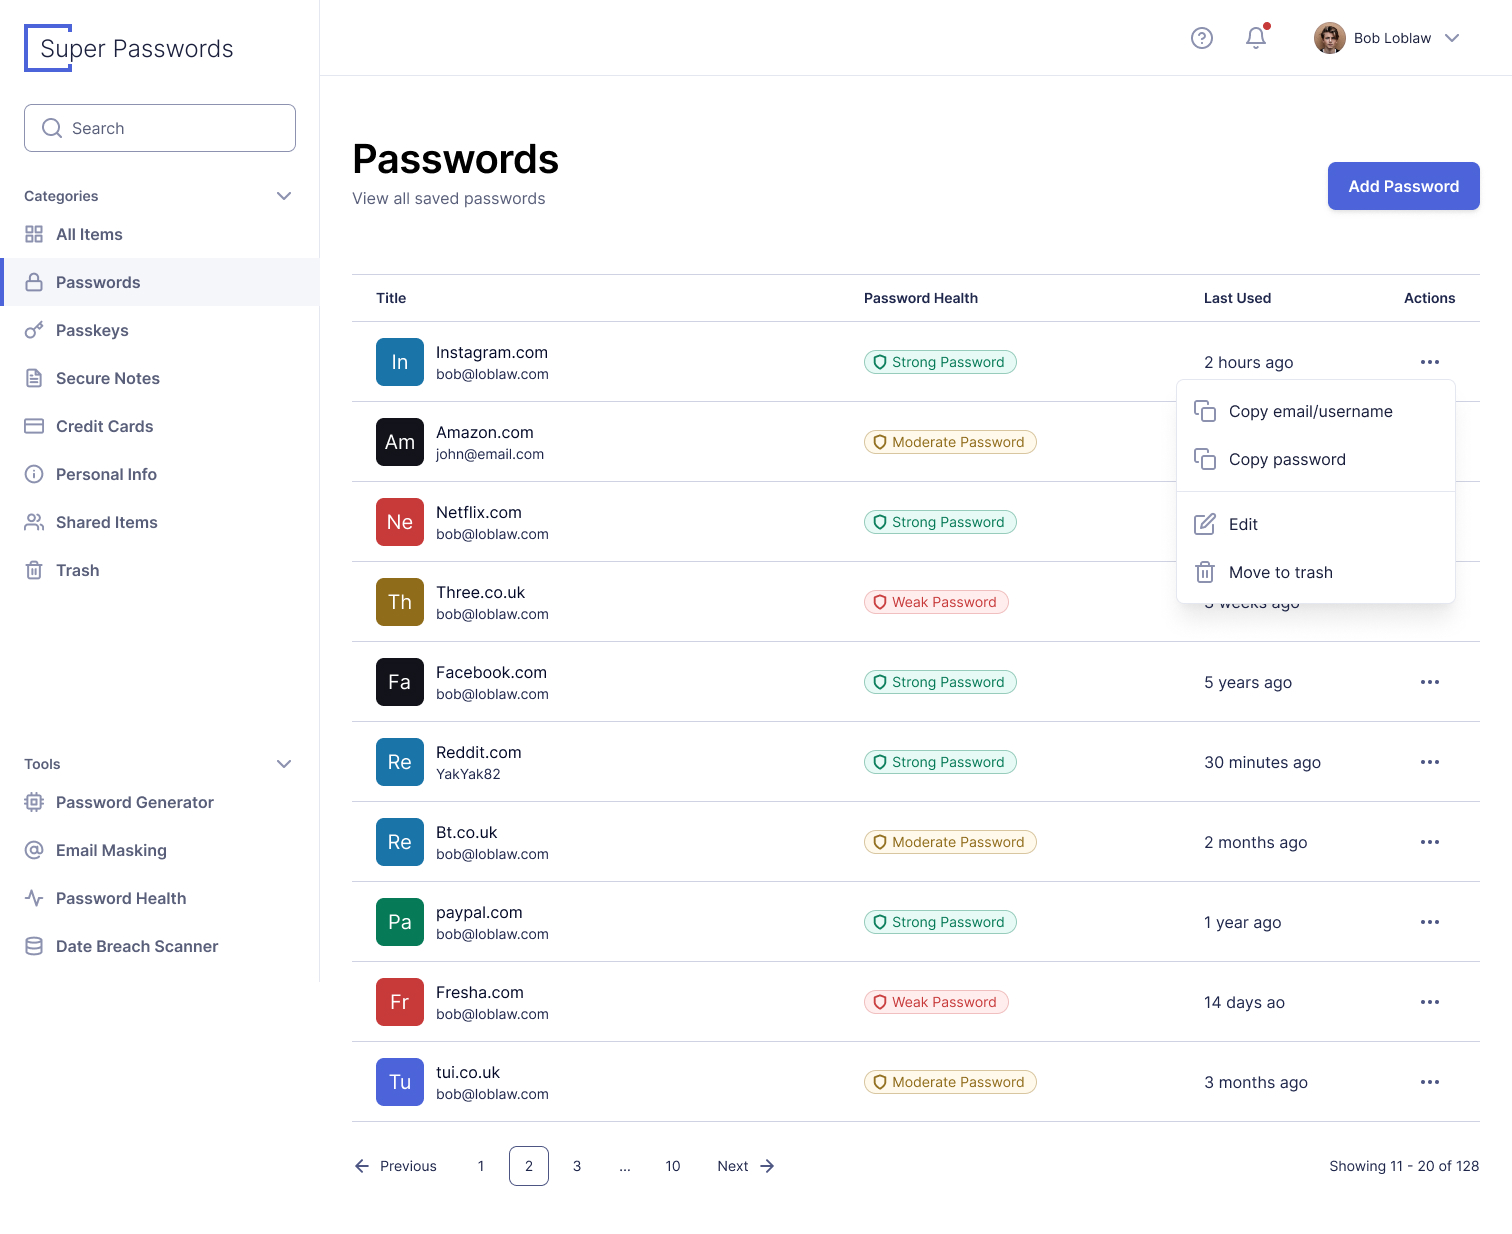 Super Passwords
Bob Loblaw
Search
Categories
All Items
Passwords
Passkeys
Secure Notes
Credit Cards
Personal Info
Shared Items
Trash
Tools
Password Generator
Email Masking
Password Health
Date Breach Scanner
Passwords
View all saved passwords
Add Password
Title Password Health Last Used Actions
In Instagram.com Strong Password 2 hours ago
bob@loblaw.com
Copy email/username
Copy password
Edit
Move to trash
Am Amazon.com Moderate Password
john@email.com
Ne Netflix.com Strong Password
bob@loblaw.com
Th Three.co.uk Weak Password weeks ago
bob@loblaw.com
Fa Facebook.com Strong Password 5 years ago
bob@loblaw.com
Re Reddit.com Strong Password 30 minutes ago
YakYak82
Re Bt.co.uk Moderate Password 2 months ago
bob@loblaw.com
Pa paypal.com Strong Password 1 year ago
bob@loblaw.com
Fr Fresha.com Weak Password 14 days ao
bob@loblaw.com
Tu tui.co.uk Moderate Password 3 months ago
bob@loblaw.com
Previous 1 2 3 ... 10 Next
Showing 11 - 20 of 128